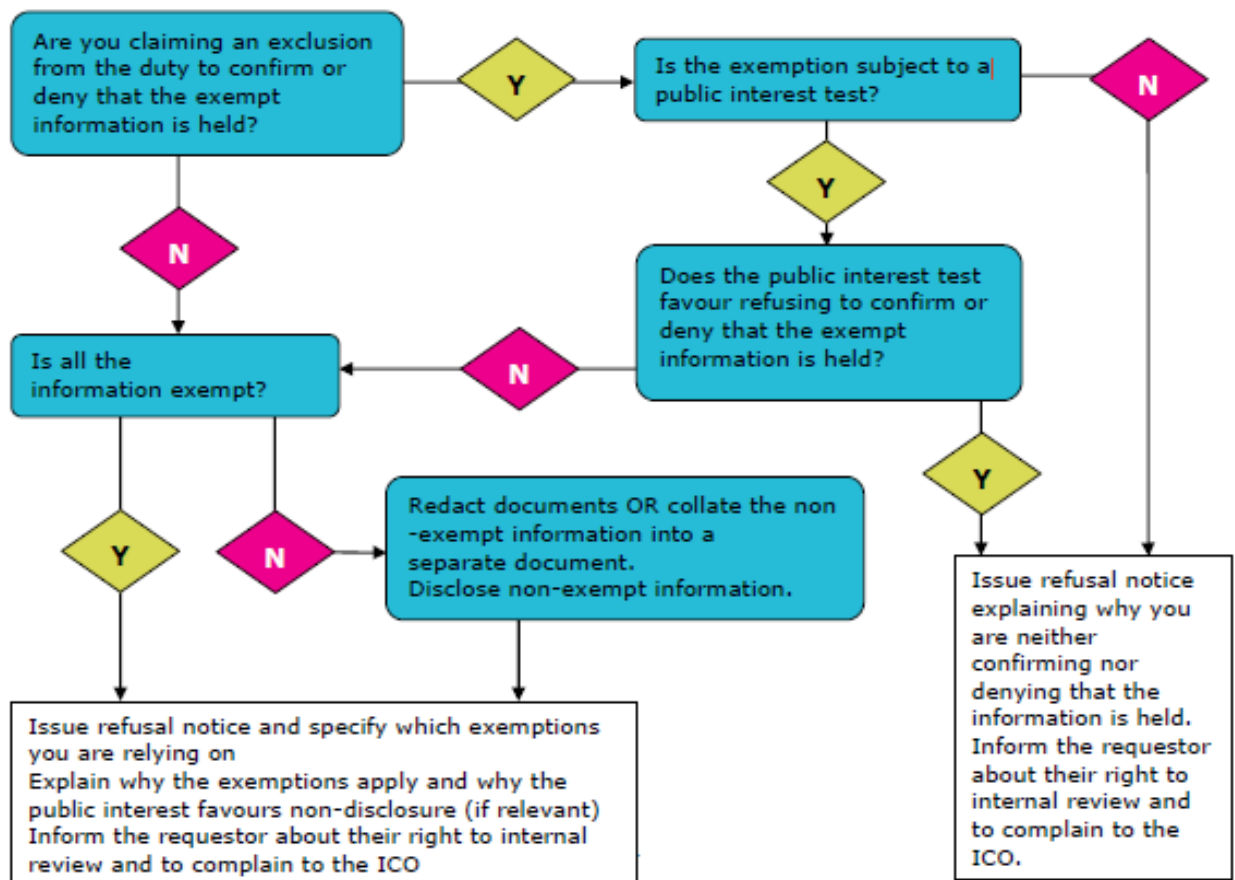 Are you claiming an exclusion
from the duty to confirm or
deny that the exempt
information is held?
Y
Is the exemption subject to a
public interest test?
N
Y
N
Does the public interest test
favour refusing to confirm or
deny that the exempt
information is held?
Is all the
information exempt?
N
Y
Y
N
Redact documents OR collate the non
-exempt information into a
separate document.
Disclose non-exempt information.
Issue refusal notice
explaining why you
are neither
confirming nor
denying that the
information is held.
Inform the requestor
about their right to
internal review and
to complain to the
ICO.
Issue refusal notice and specify which exemptions
you are relying on
Explain why the exemptions apply and why the
public interest favours non-disclosure (if relevant)
Inform the requestor about their right to internal
review and to complain to the ICO